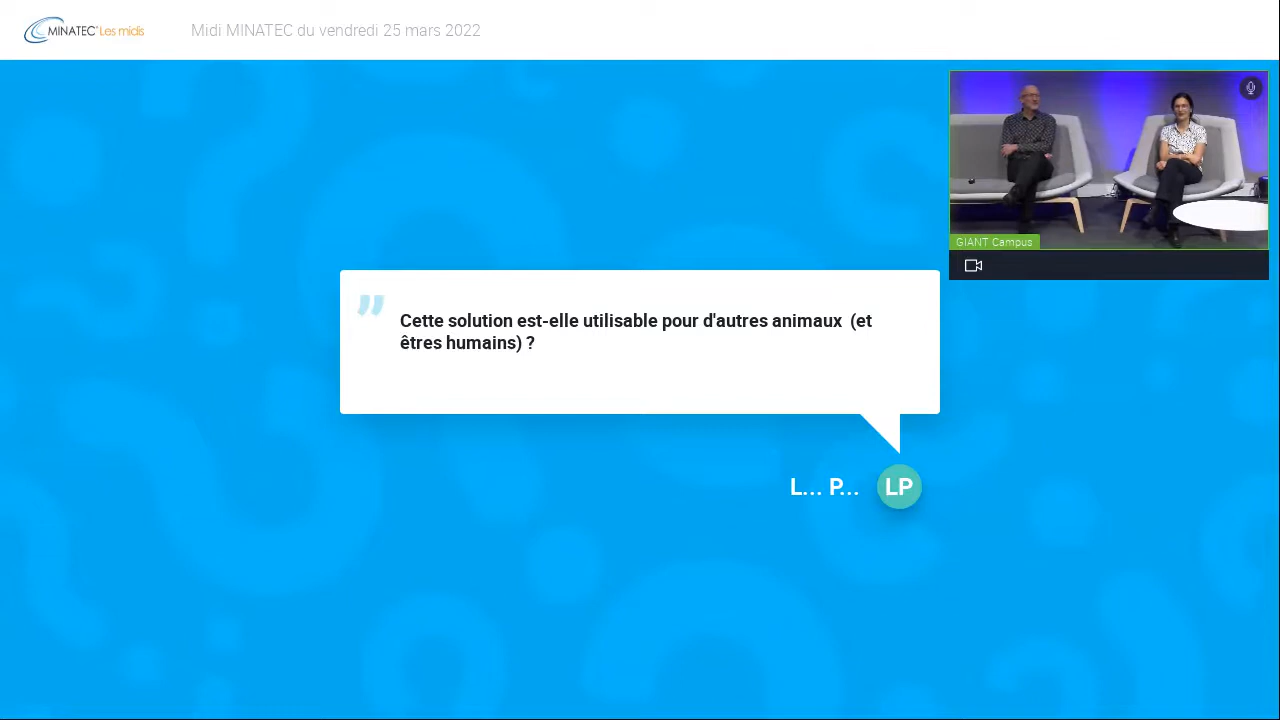 MINATEC Les midis
Midi MINATEC du vendredi 25 mars 2022
GIANT Campus
Cette solution est-elle utilisable pour d'autres animaux (et
êtres humains) ?
L... P...
LP